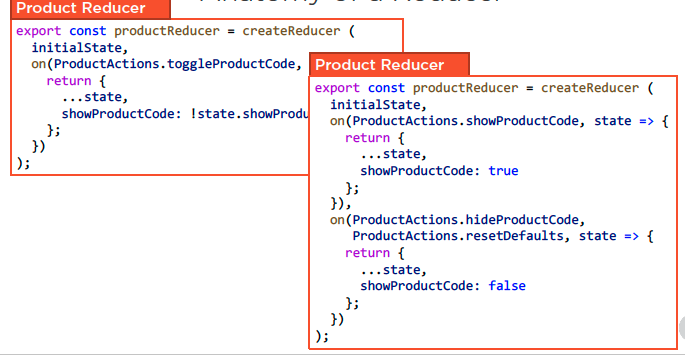 Product Reducer
export const productReducer = createReducer (
initialState,
on(ProductActions.toggleProductCode,
return {
...state,
showProductCode: !state.showProdu
};
})
);
Product Reducer
export const productReducer = createReducer (
initialState,
on(ProductActions.showProductCode, state => {
return {
...state,
showProductCode: true
};
}),
on(ProductActions.hideProductCode,
ProductActions.resetDefaults, state => {
return {
...state,
showProductCode: false
};
})
);